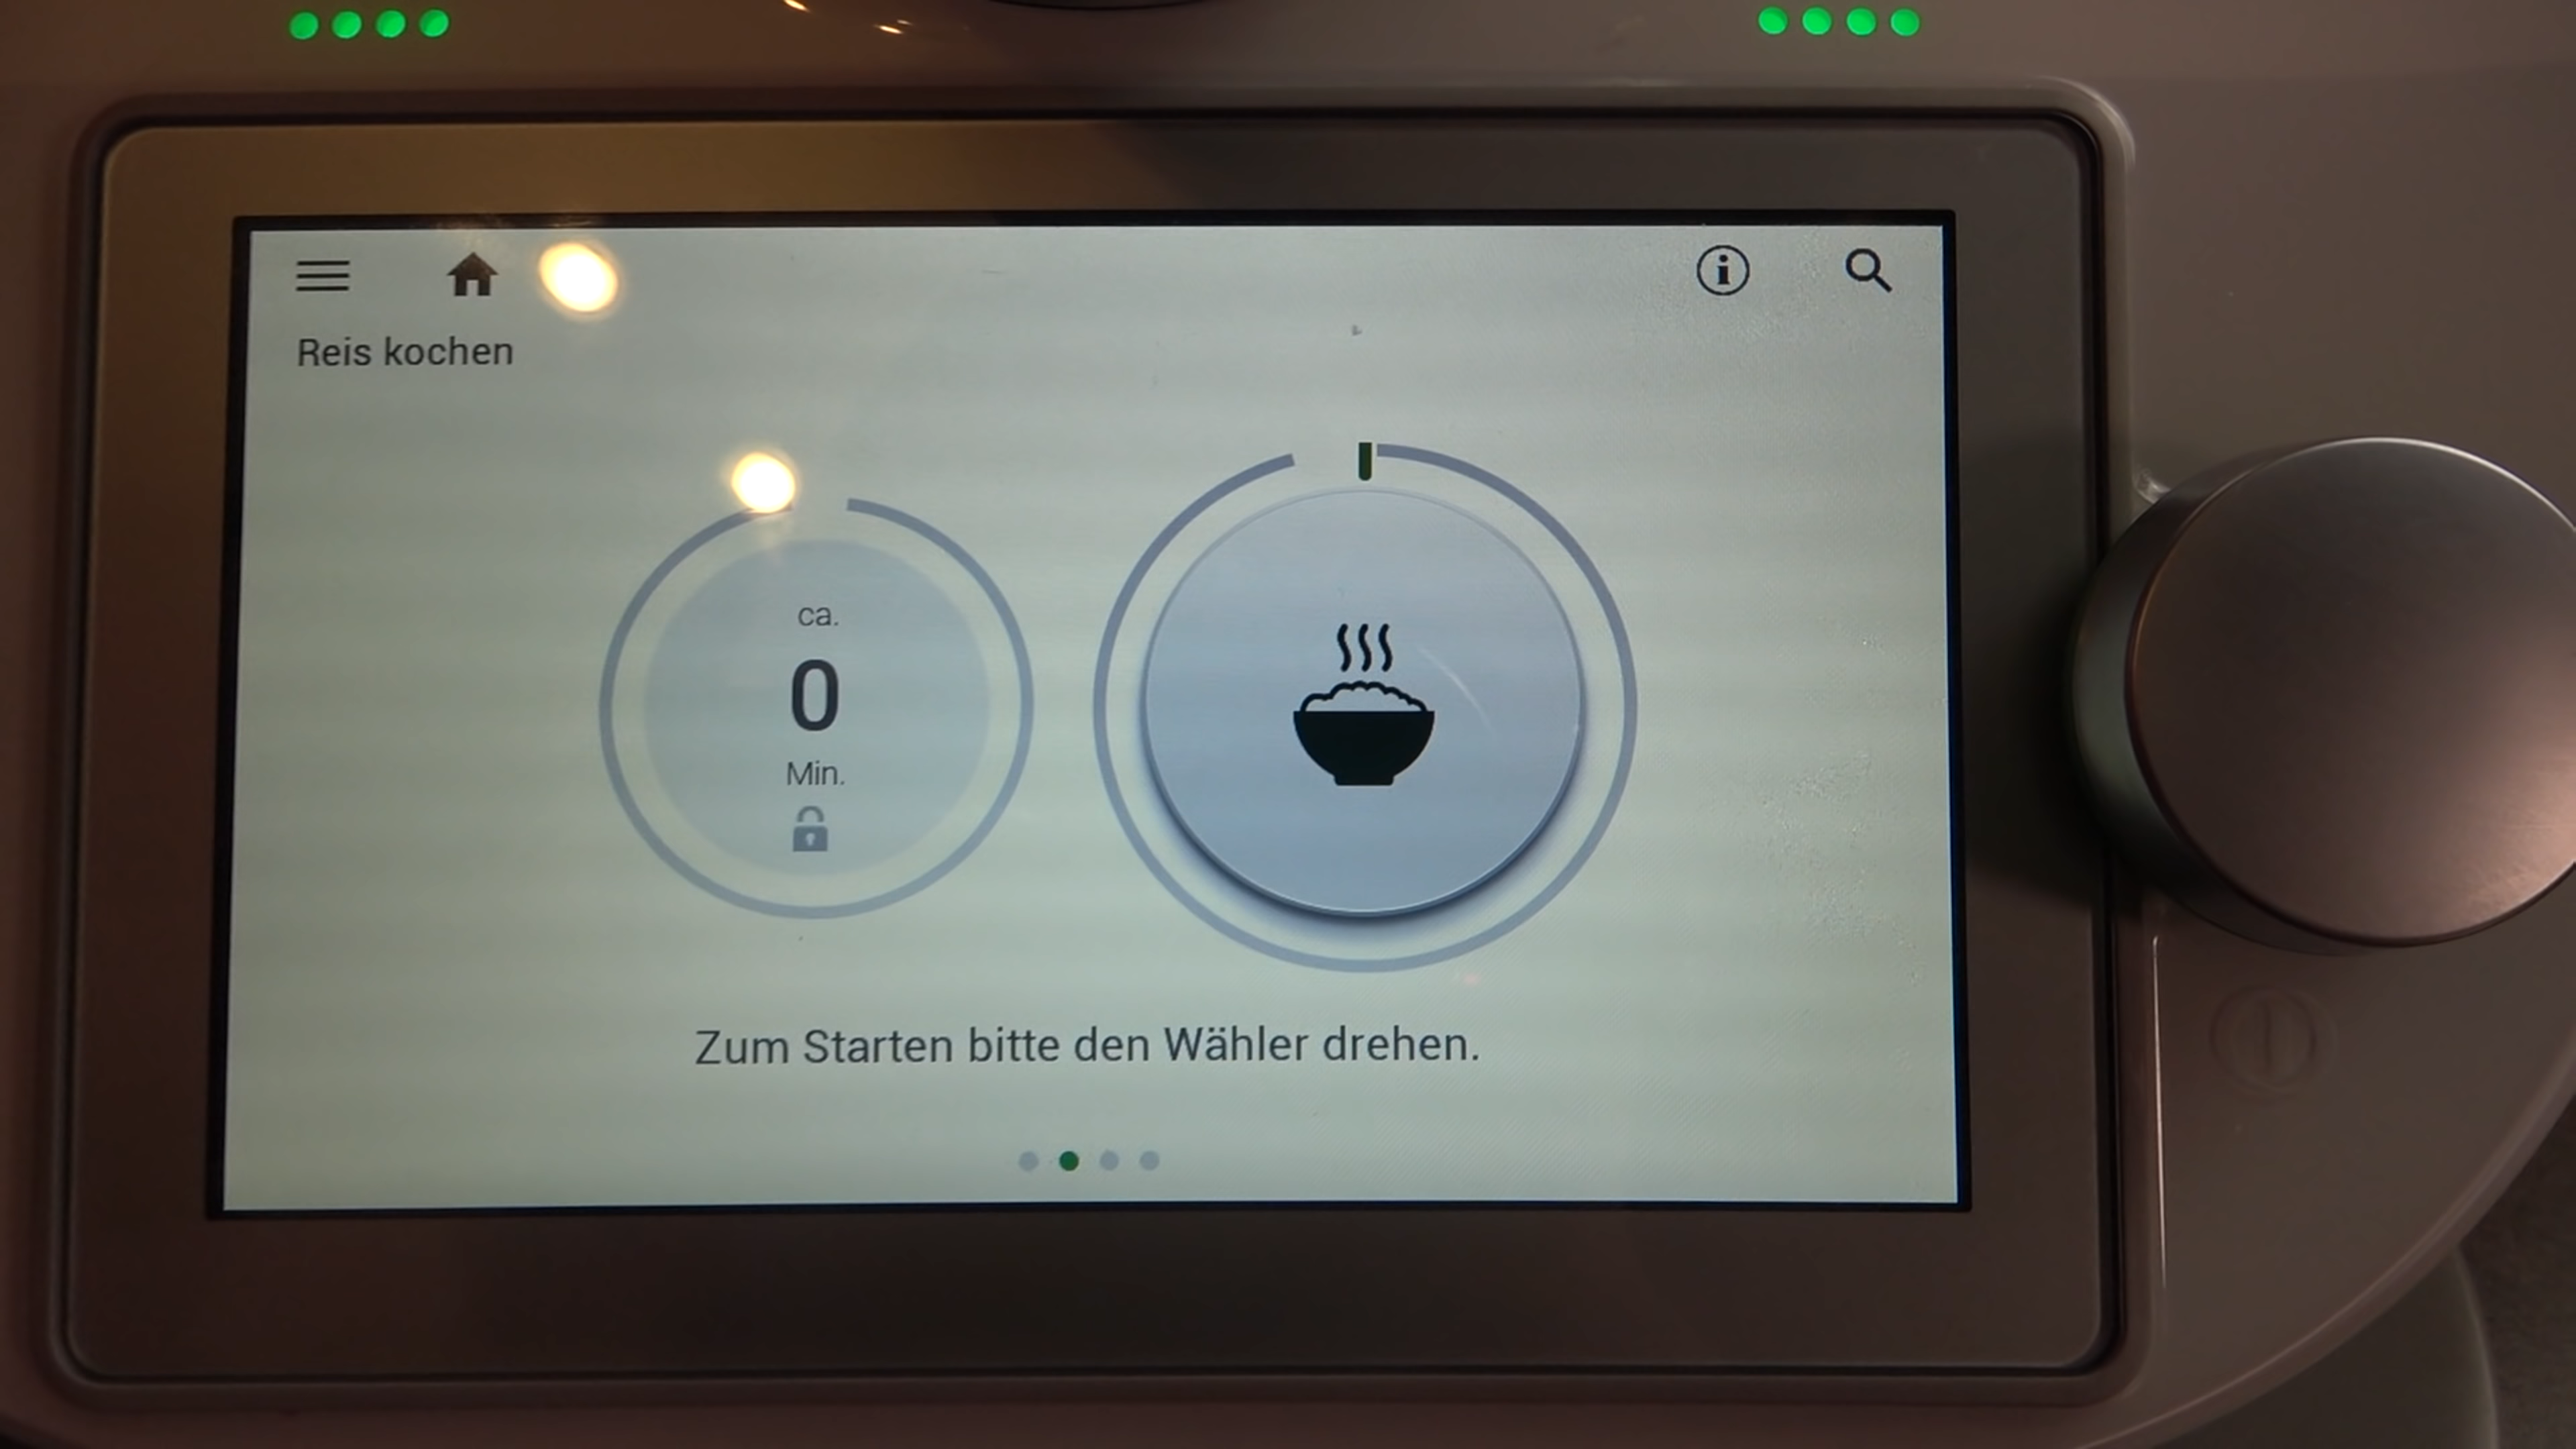 Reis kochen
ca.
0
Min.
Zum Starten bitte den Wähler drehen.